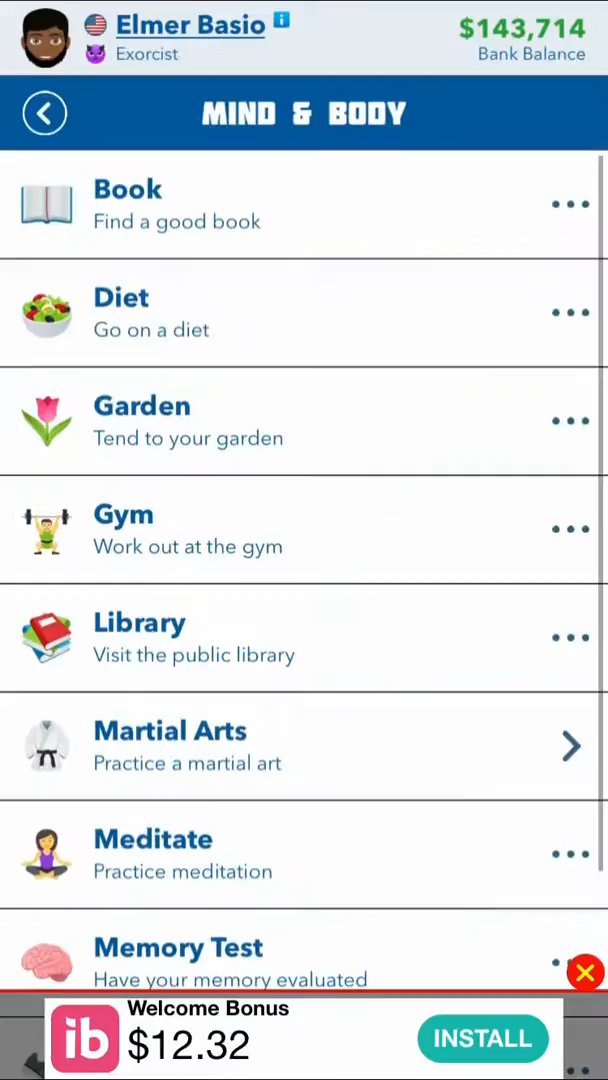 Elmer Basio i $143,714
Exorcist Bank Balance
MIND & BODY
Book
Find a good book
Diet
Go on a diet
Garden
Tend to your garden
Gym
Work out at the gym
Library
Visit the public library
Martial Arts
Practice a martial art
Meditate
Practice meditation
Memory Test
Have your memory evaluated
ib
Welcome Bonus
$12.32
INSTALL